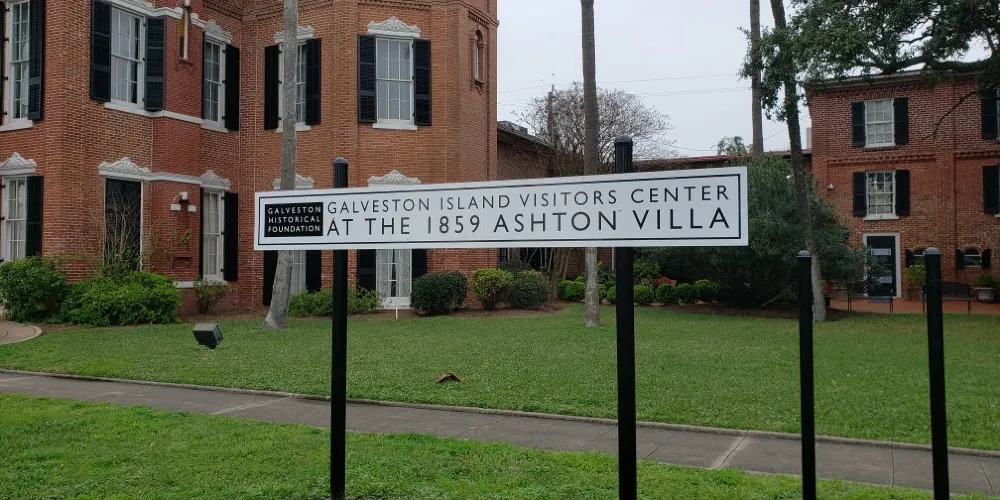 GALVESTON
HISTORICAL
FOUNDATION
GALVESTON ISLAND VISITORS CENTER
AT THE 1859 ASHTON VILLA